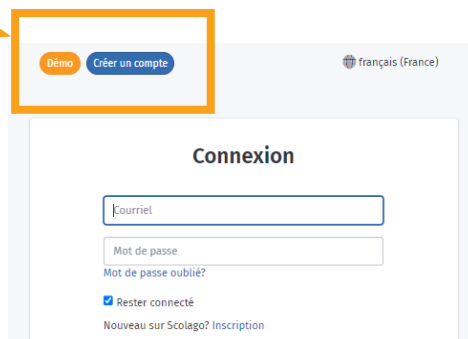 Démo Créer un compte français (France)
Connexion
Courriel
Mot de passe
Mot de passe oublié?
Rester connecté
Nouveau sur Scolago? Inscription